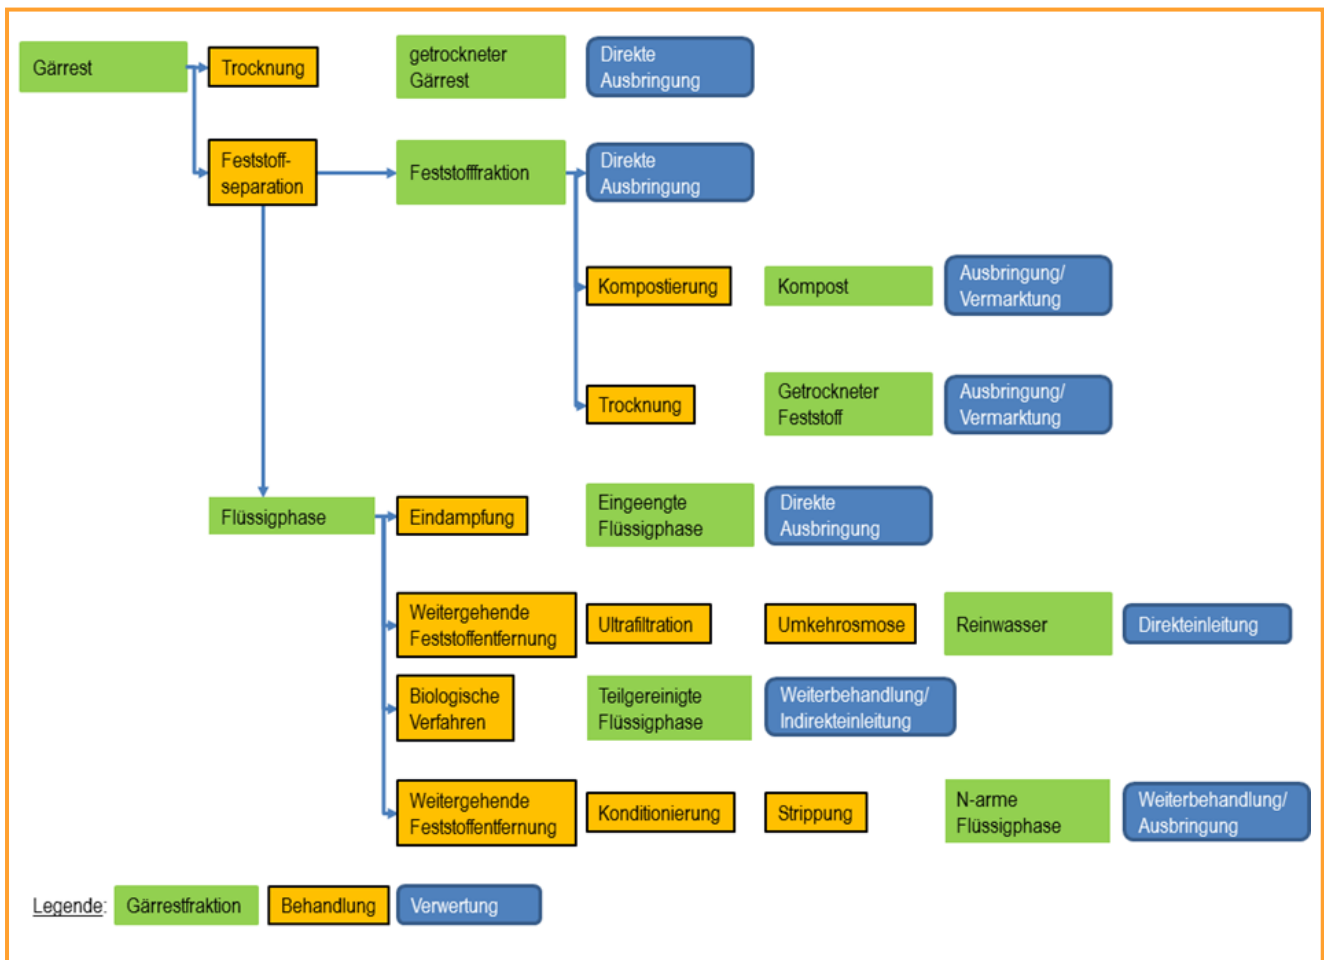 Gärrest
Trocknung
getrockneter
Gärrest
Direkte
Ausbringung
Feststoff-
separation
Feststofffraktion
Direkte
Ausbringung
Kompostierung
Kompost
Ausbringung/
Vermarktung
Trocknung
Getrockneter
Feststoff
Ausbringung/
Vermarktung
Flüssigphase
Eindampfung
Eingeengte
Flüssigphase
Direkte
Ausbringung
Weitergehende
Feststoffentfernung
Ultrafiltration
Umkehrosmose
Reinwasser
Direkteinleitung
Biologische
Verfahren
Teilgereinigte
Flüssigphase
Weiterbehandlung/
Indirekteinleitung
Weitergehende
Feststoffentfernung
Konditionierung
Strippung
N-arme
Flüssigphase
Weiterbehandlung/
Ausbringung
Legende:
Gärrestfraktion
Behandlung
Verwertung